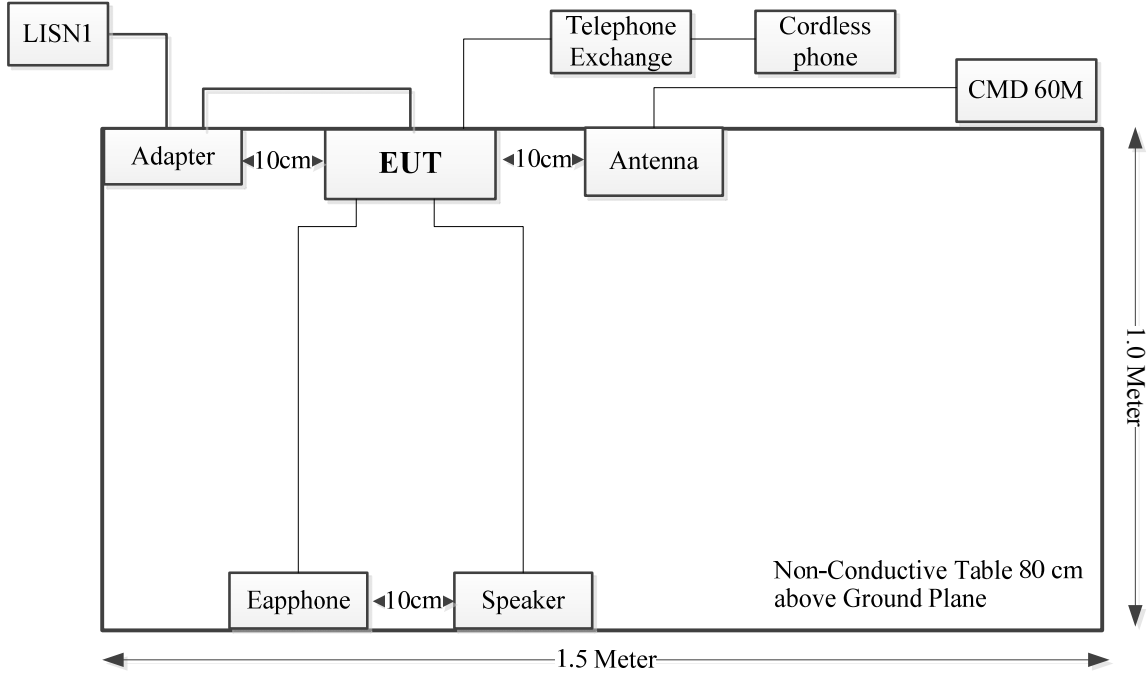 LISN1
Telephone
Exchange
Cordless
phone
CMD 60M
Adapter
10cm
EUT
10cm
Antenna
1.0 Meter
Non-Conductive Table 80 cm
above Ground Plane
Eapphone
10cm
Speaker
1.5 Meter